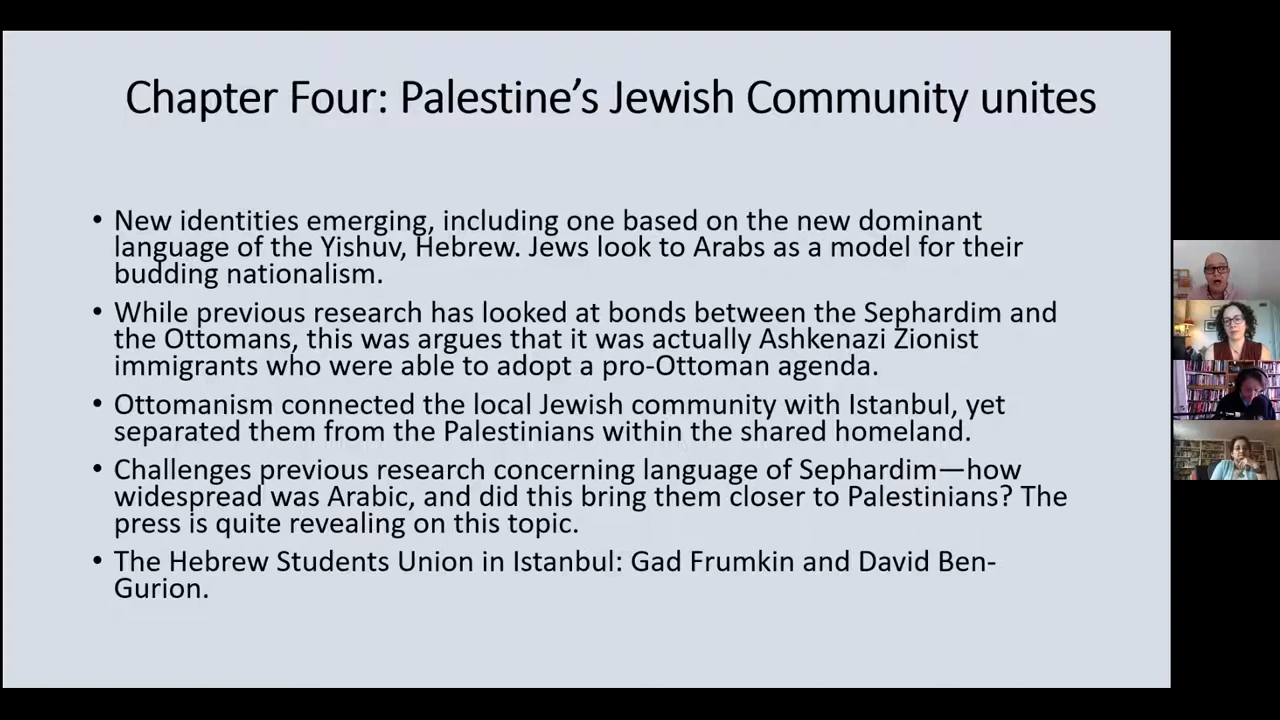 Chapter Four: Palestine’s Jewish Community unites
• New identities emerging, including one based on the new dominant
language of the Yishuv, Hebrew. Jews look to Arabs as a model for their
budding nationalism.
• While previous research has looked at bonds between the Sephardim and
the Ottomans, this was argues that it was actually Ashkenazi Zionist
immigrants who were able to adopt a pro-Ottoman agenda.
• Ottomanism connected the local Jewish community with Istanbul, yet
separated them from the Palestinians within the shared homeland.
• Challenges previous research concerning language of Sephardim—how
widespread was Arabic, and did this bring them closer to Palestinians? The
press is quite revealing on this topic.
• The Hebrew Students Union in Istanbul: Gad Frumkin and David Ben-
Gurion.